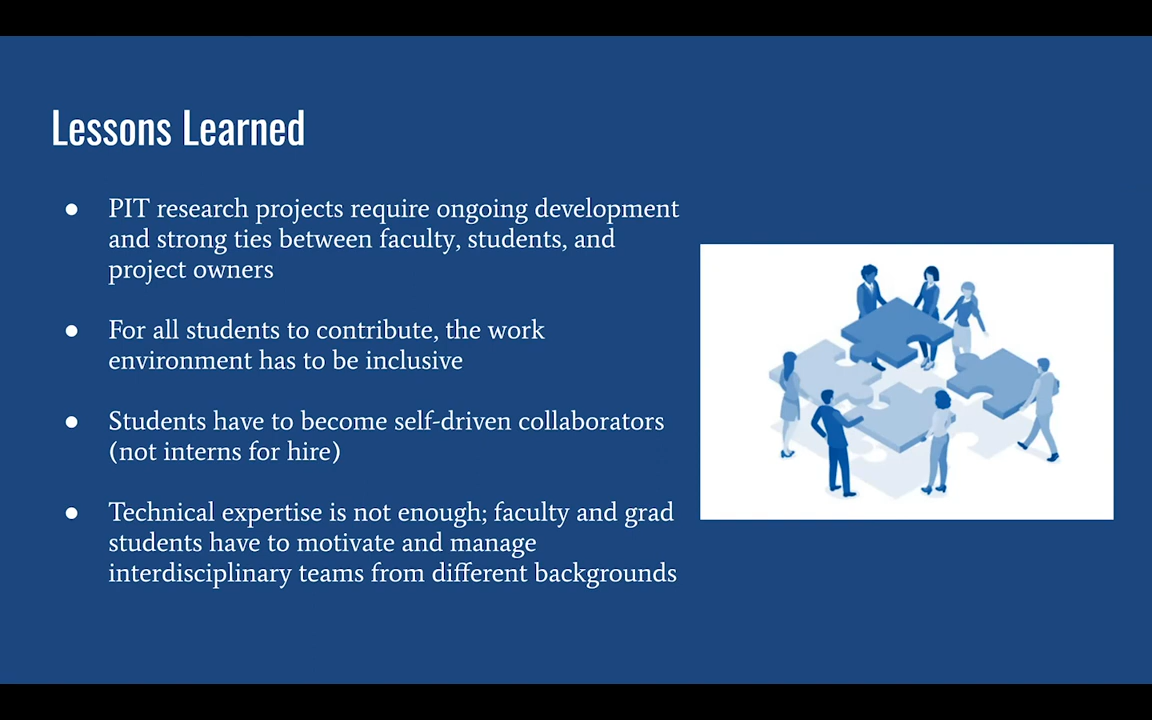 Lessons Learned
● PIT research projects require ongoing development
and strong ties between faculty, students, and
project owners
● For all students to contribute, the work
environment has to be inclusive
● Students have to become self-driven collaborators
(not interns for hire)
● Technical expertise is not enough; faculty and grad
students have to motivate and manage
interdisciplinary teams from different backgrounds